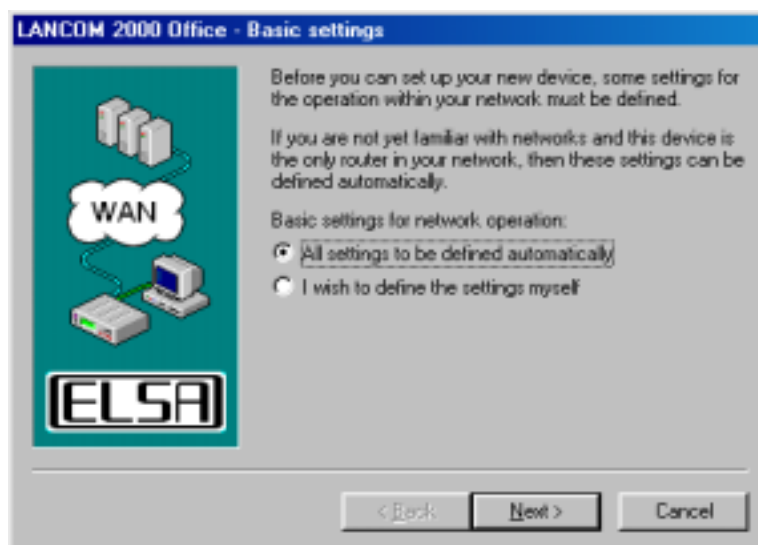 LANCOM 2000 Office - Basic settings
Before you can set up your new device, some settings for
the operation within your network must be defined.
If you are not yet familiar with networks and this device is
the only router in your network, then these settings can be
defined automatically.
WAN
Basic settings for network operation:
All settings to be defined automatically
I wish to define the settings myself
ELSA
< Back
Next >
Cancel